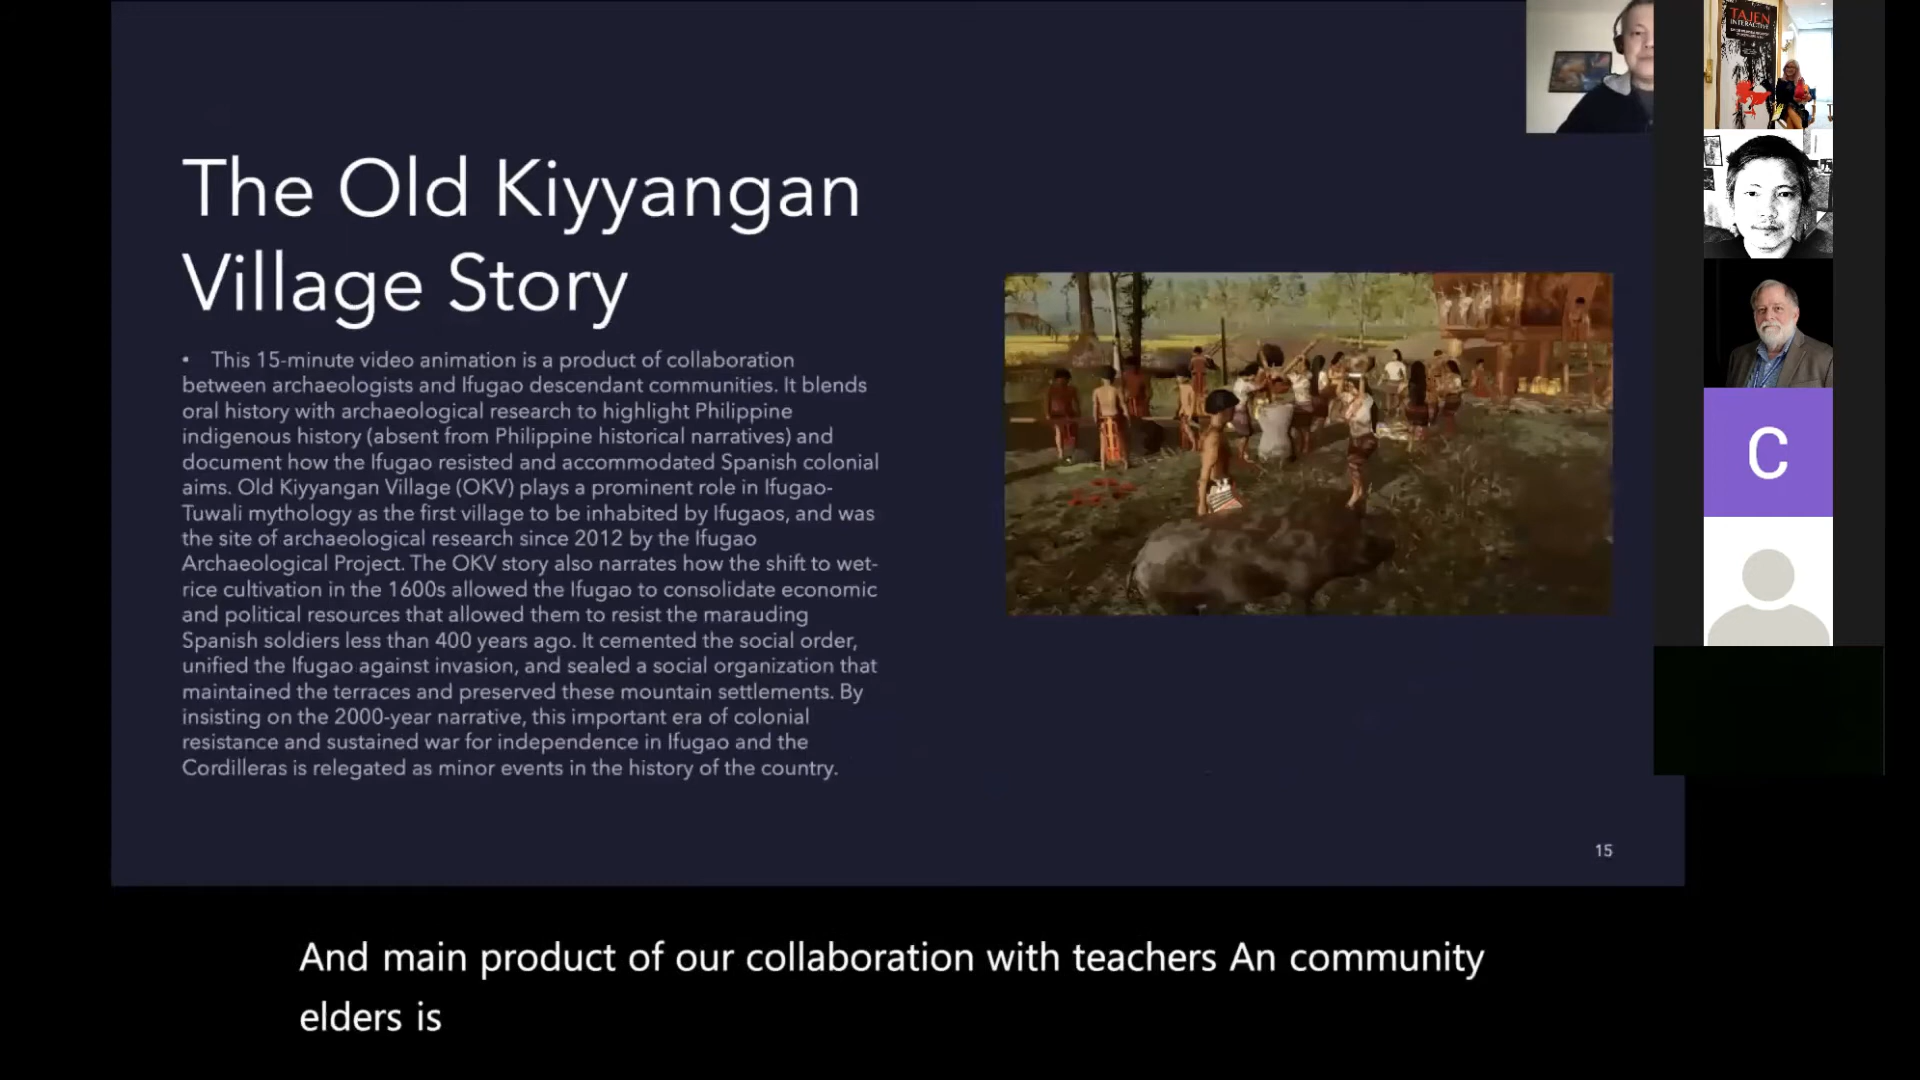 TAJEN
INTERACTIVE
The Old Kiyyangan
Village Story
• This 15-minute video animation is a product of collaboration
between archaeologists and Ifugao descendant communities. It blends
oral history with archaeological research to highlight Philippine
indigenous history (absent from Philippine historical narratives) and
document how the Ifugao resisted and accommodated Spanish colonial
aims. Old Kiyyangan Village (OKV) plays a prominent role in Ifugao-
Tuwali mythology as the first village to be inhabited by Ifugaos, and was
the site of archaeological research since 2012 by the Ifugao
Archaeological Project. The OKV story also narrates how the shift to wet-
rice cultivation in the 1600s allowed the Ifugao to consolidate economic
and political resources that allowed them to resist the marauding
Spanish soldiers less than 400 years ago. It cemented the social order,
unified the Ifugao against invasion, and sealed a social organization that
maintained the terraces and preserved these mountain settlements. By
insisting on the 2000-year narrative, this important era of colonial
resistance and sustained war for independence in Ifugao and the
Cordilleras is relegated as minor events in the history of the country.
C
15
And main product of our collaboration with teachers An community
elders is